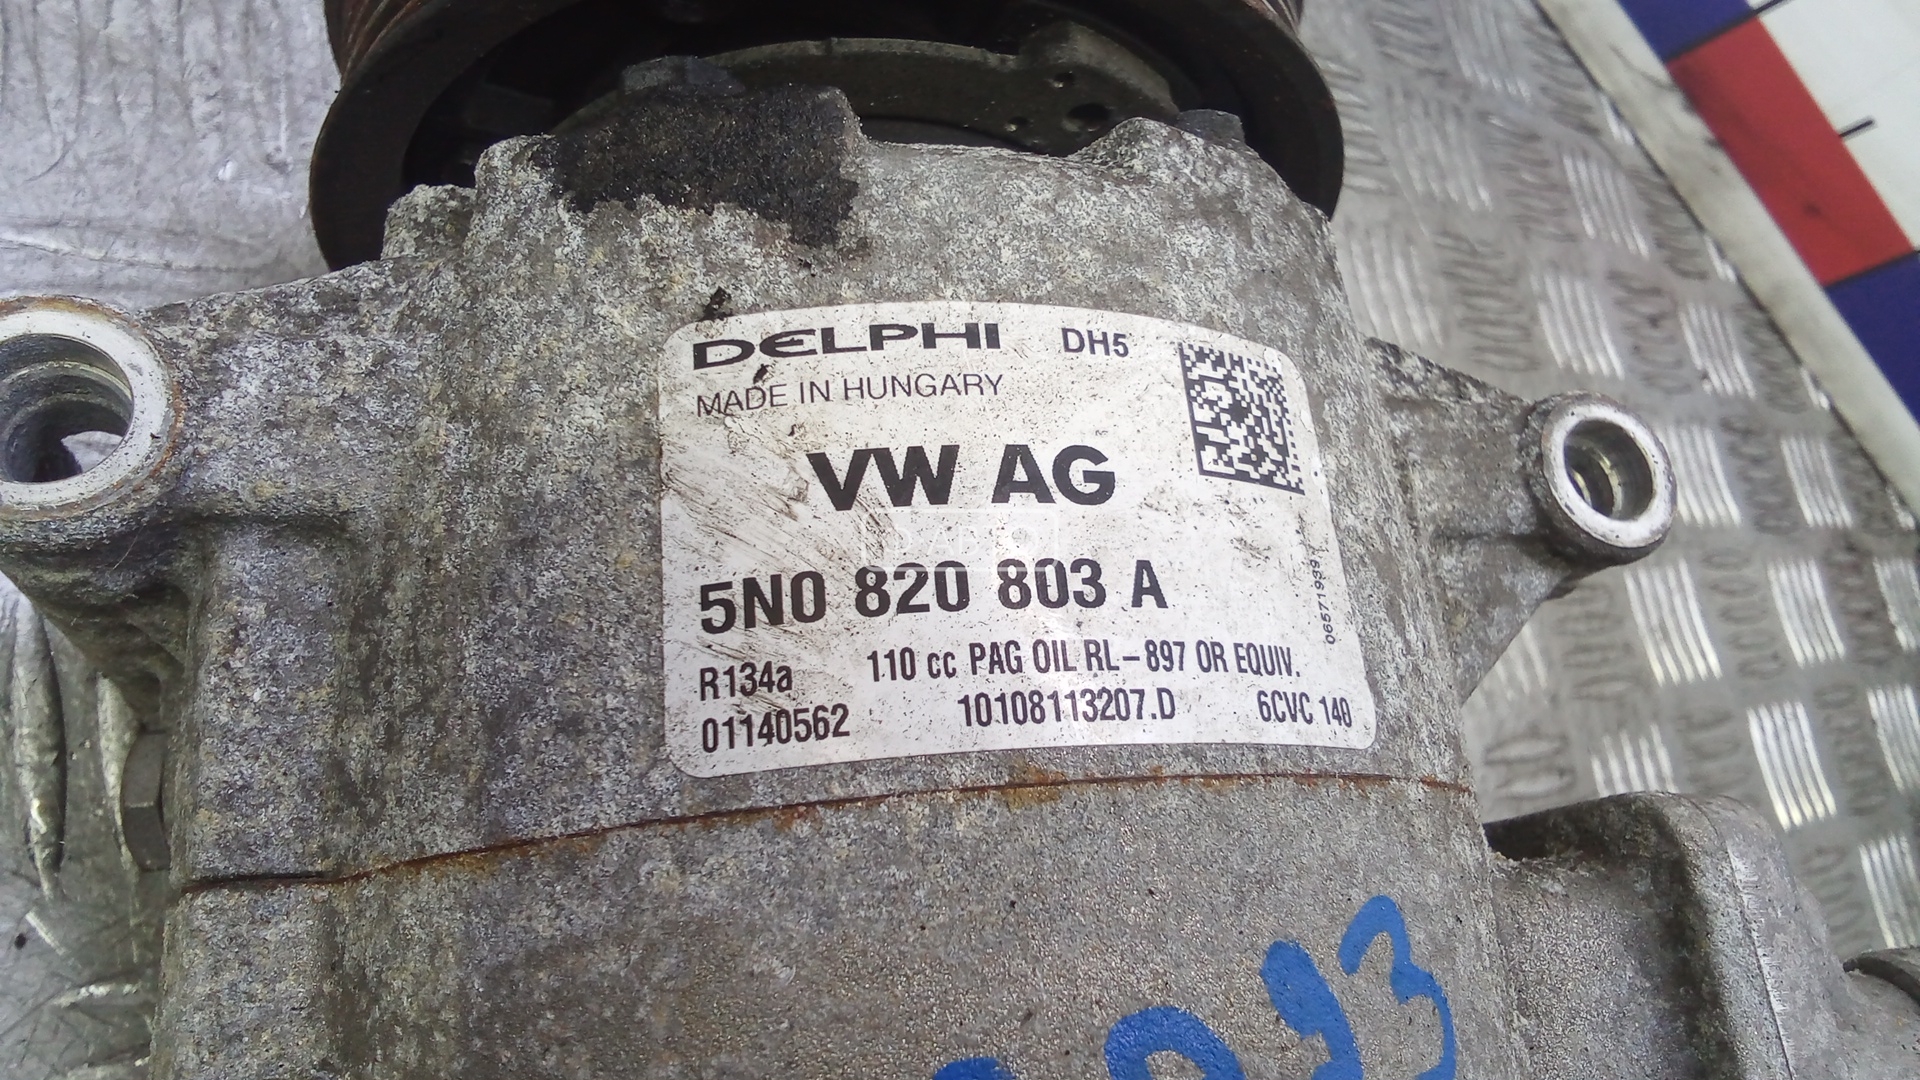 DELPHI DH5
MADE IN HUNGARY
VW AG
5N0 820 803 A
R134a 110 cc PAG OIL RL-897 OR EQUIV.
01140562 10108113207.D 6CVC 140